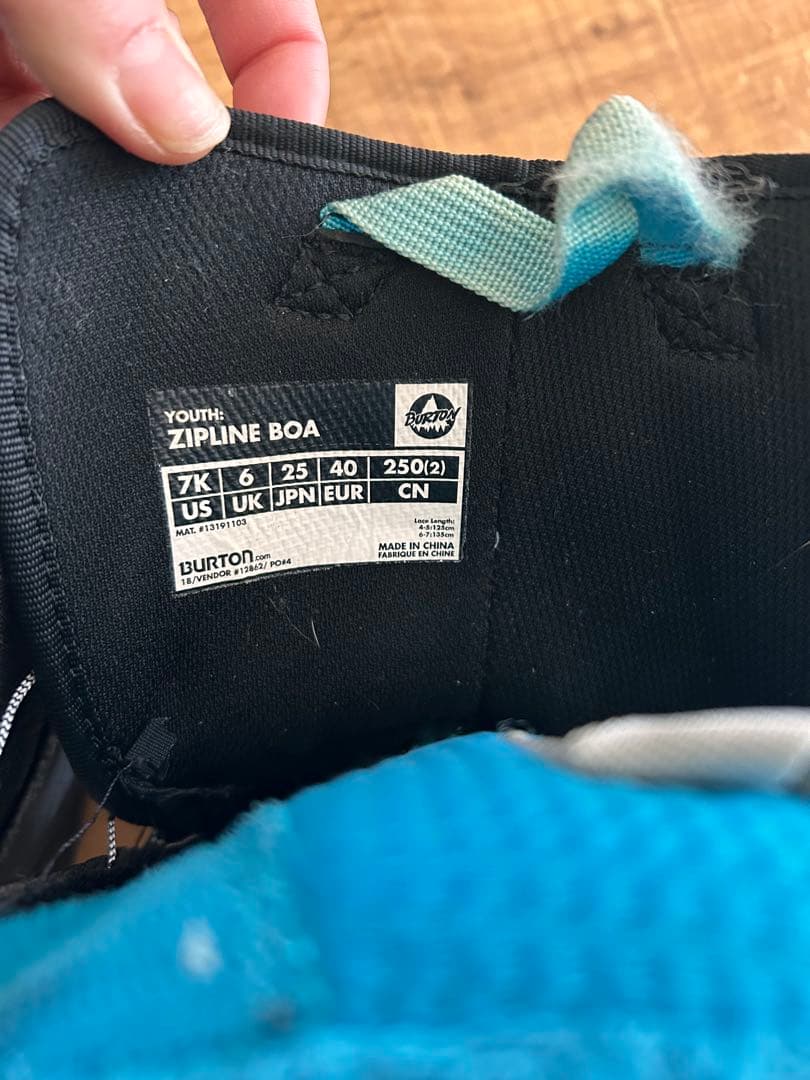 YOUTH:
ZIPLINE BOA
BURTON
7K 6 25 40 250(2)
US UK JPN EUR CN
MAT. #13191103
Lace Length:
4-5:125cm
6-7:135cm
BURTON.com
MADE IN CHINA
FABRIQUE EN CHINE
18/VENDOR #12862/ PO#4